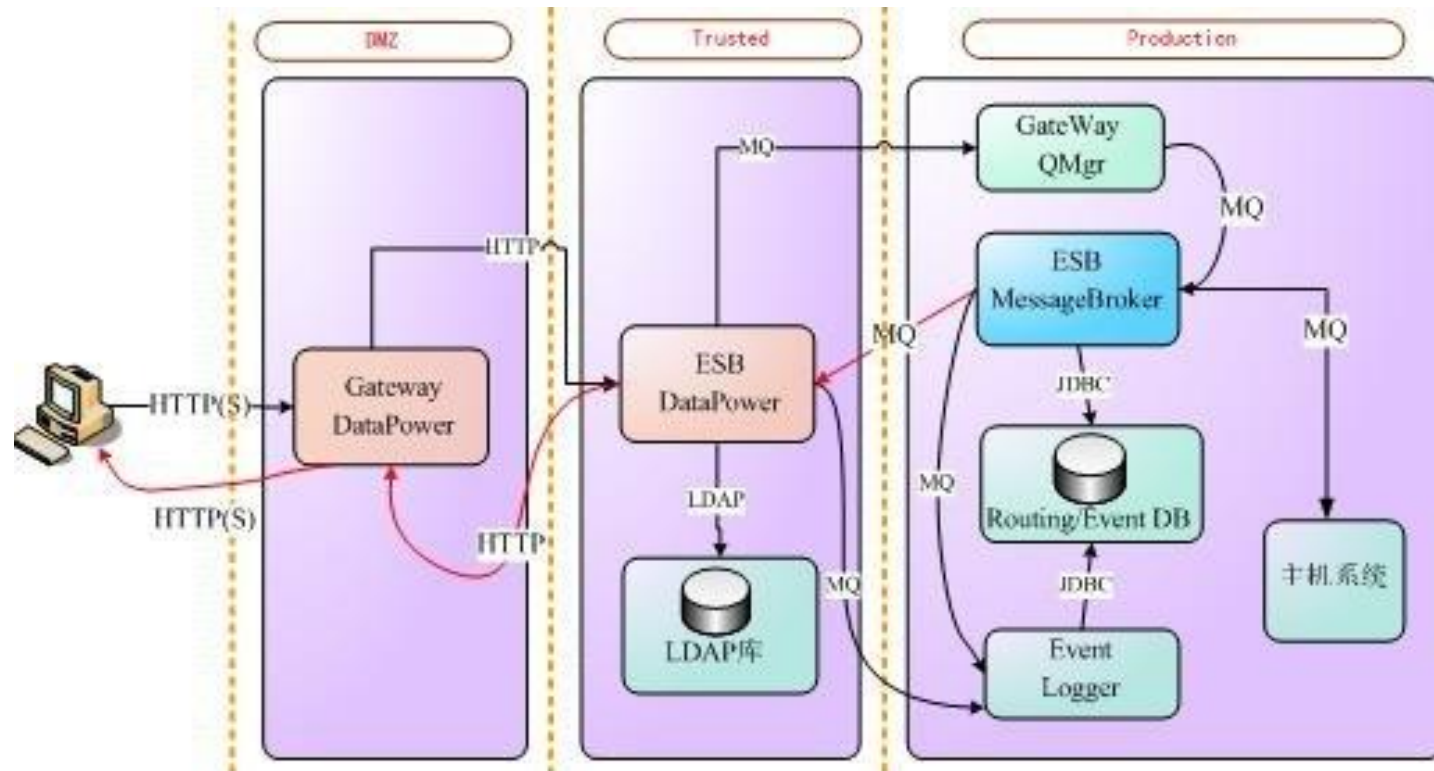 DMZ
Trusted
Production
GateWay
QMgr
MQ
MQ
HTTP
ESB
MessageBroker
MQ
MQ
ESB
DataPower
Gateway
DataPower
HTTP(S)
JDBC
HTTP(S)
HTTP
LDAP
MQ
Routing/Event DB
主机系统
MQ
JDBC
LDAP库
Event
Logger